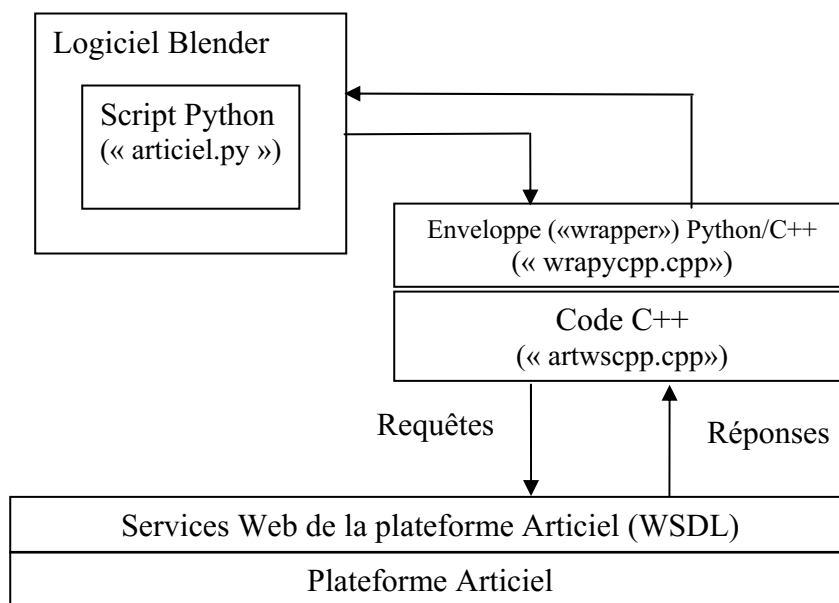 Logiciel Blender
Script Python
(« articiel.py »)
Enveloppe («wrapper») Python/C++
(« wrapycpp.cpp»)
Code C++
(« artwscpp.cpp»)
Requêtes
Réponses
Services Web de la plateforme Articiel (WSDL)
Plateforme Articiel